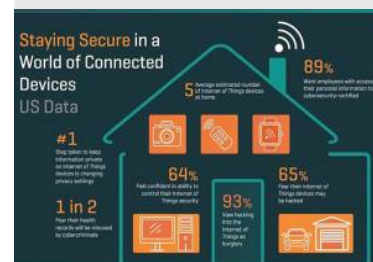 Staying Secure in a
World of Connected
Devices
US Data
5
Average estimated number
of Internet of Things devices
at home
89%
Want employees with access
their personal information to
cybersecurity-certified
#1
Step taken to keep
information private
on Internet of Things
devices is changing
privacy settings
64%
Feel confident in ability to
control their Internet of
Things security
65%
Fear their Internet of
Things devices may
be hacked
1 in 2
Fear their health
records will be released
by cybercriminals
93%
View hacking
into the
Internet of
Things as
burglars